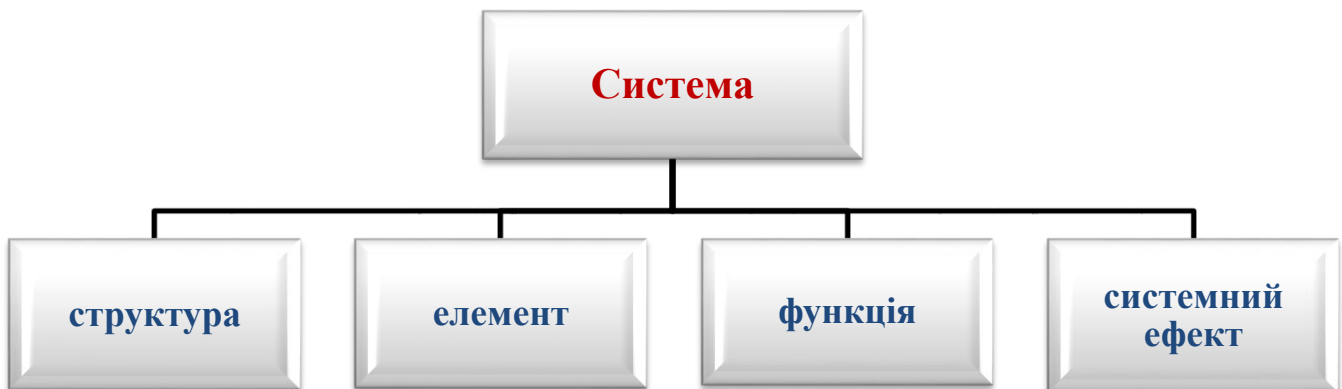 Система
структура
елемент
функція
системний
ефект